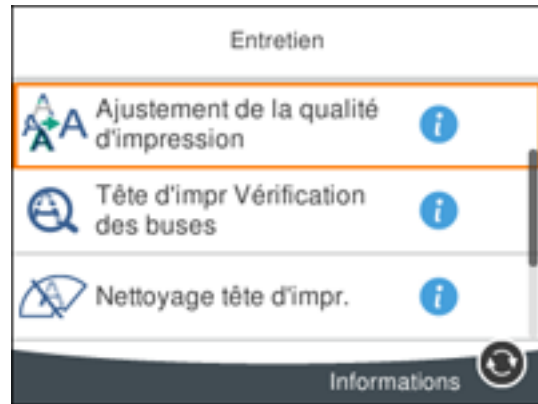 Entretien
Ajustement de la qualité
d'impression
Tête d'impr Vérification
des buses
Nettoyage tête d'impr.
Informations